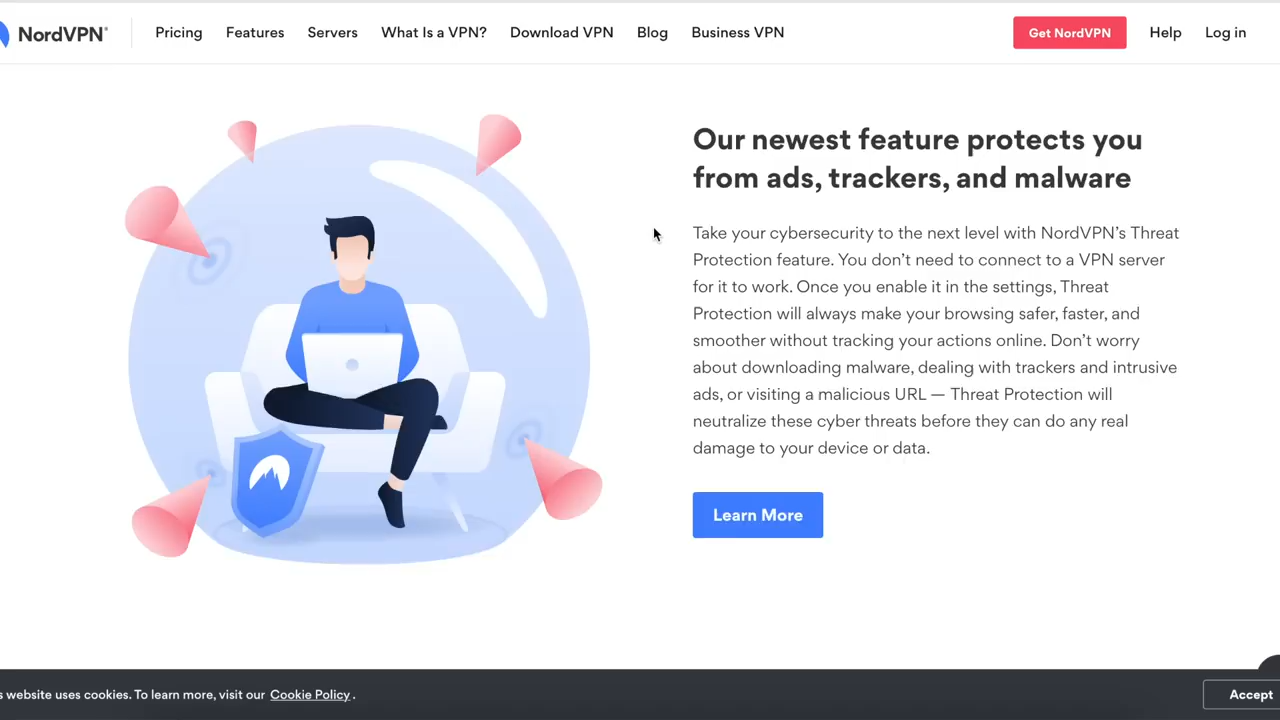 NordVPN®
Pricing
Features
Servers
What Is a VPN?
Download VPN
Blog
Business VPN
Get NordVPN
Help
Log in
Our newest feature protects you
from ads, trackers, and malware
Take your cybersecurity to the next level with NordVPN’s Threat
Protection feature. You don’t need to connect to a VPN server
for it to work. Once you enable it in the settings, Threat
Protection will always make your browsing safer, faster, and
smoother without tracking your actions online. Don’t worry
about downloading malware, dealing with trackers and intrusive
ads, or visiting a malicious URL — Threat Protection will
neutralize these cyber threats before they can do any real
damage to your device or data.
Learn More
s website uses cookies. To learn more, visit our Cookie Policy.
Accept